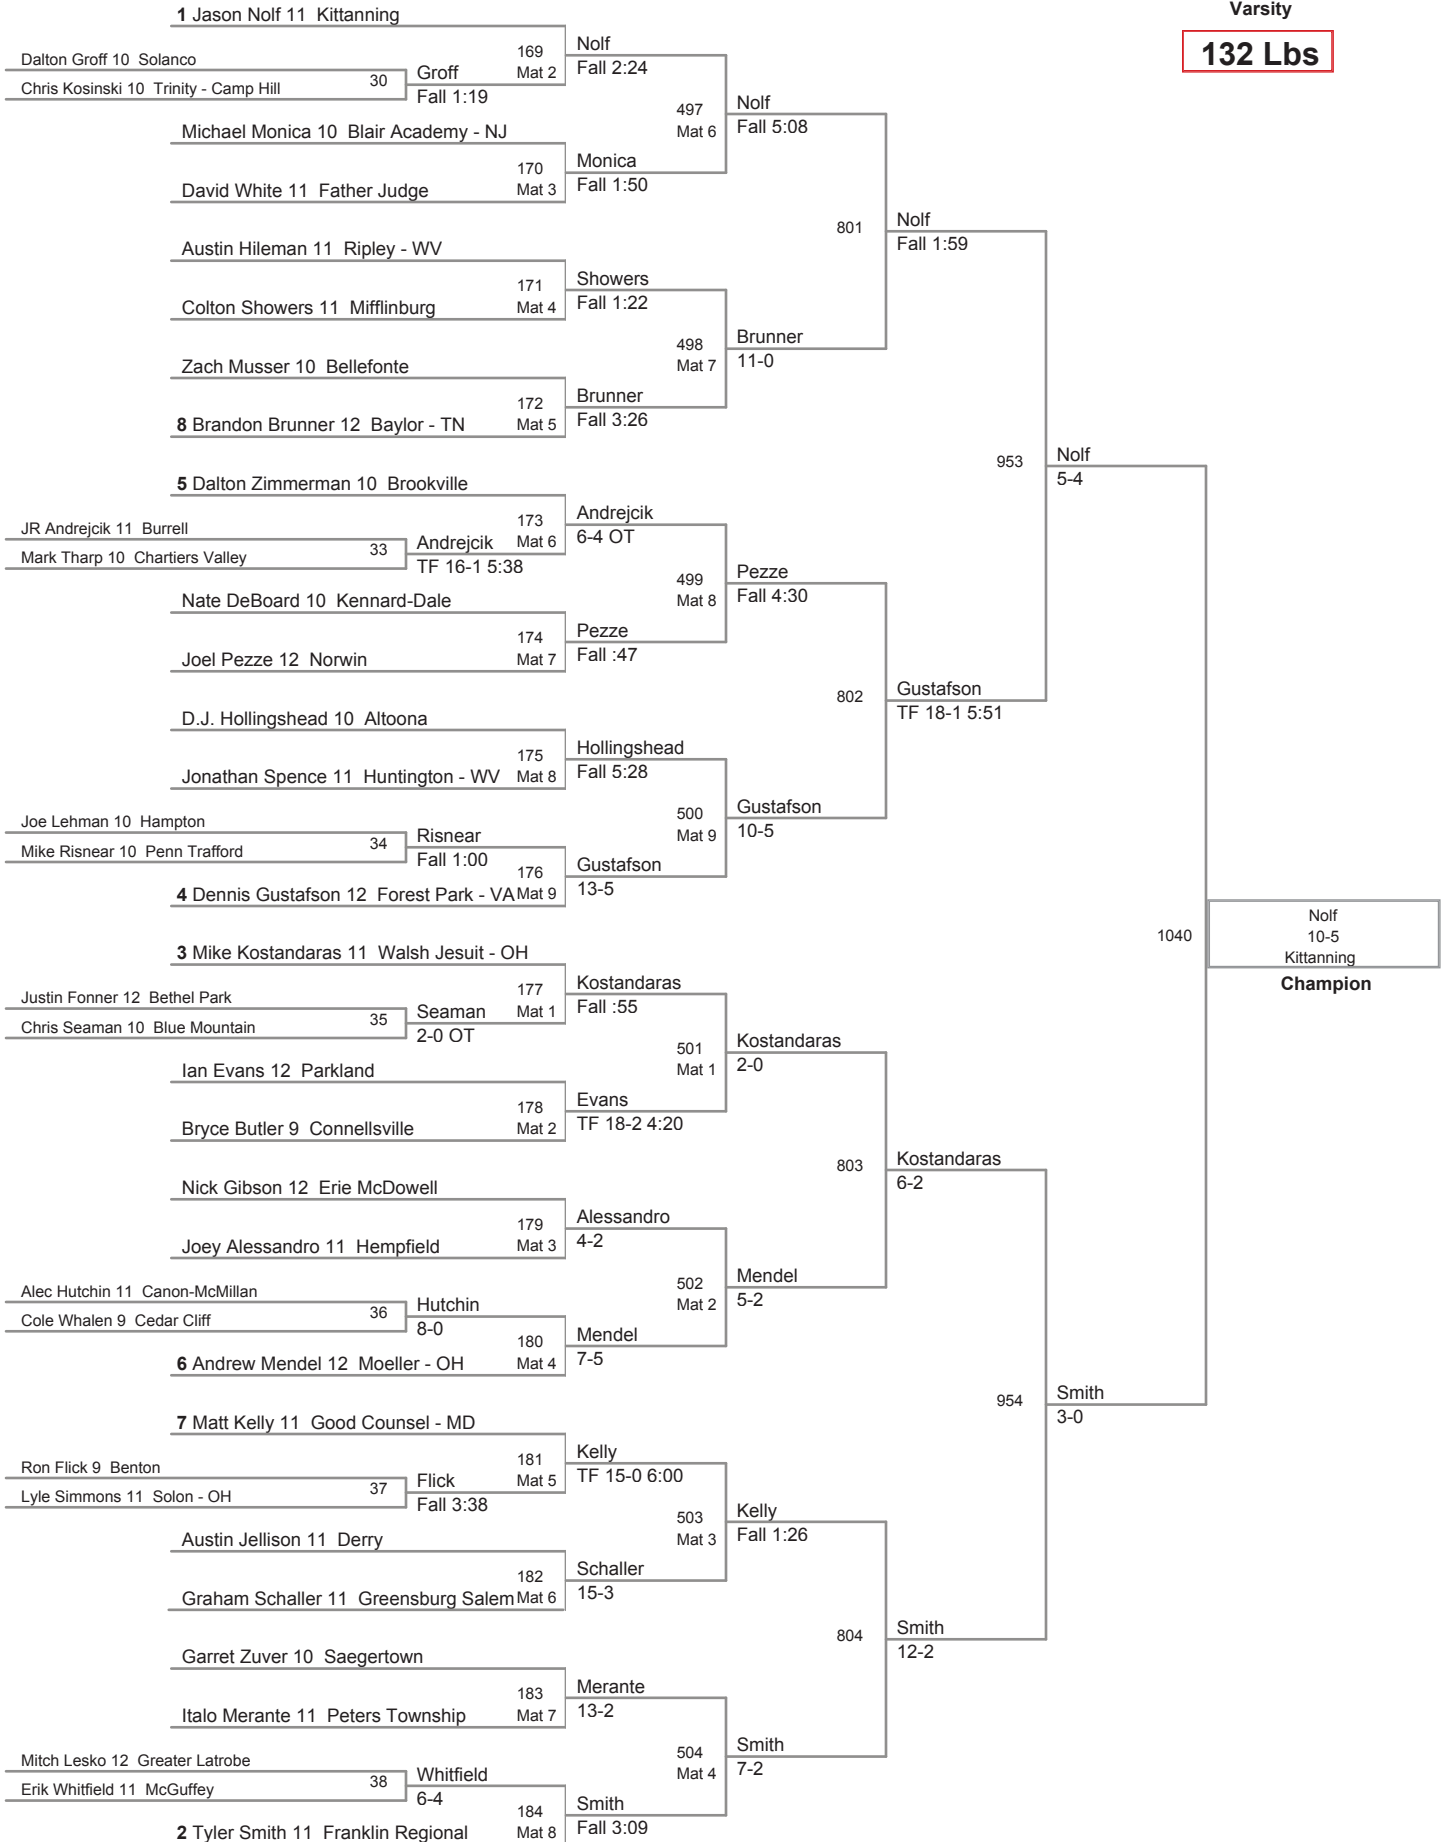 Varsity
132 Lbs
1 Jason Nolf 11 Kittanning
Dalton Groff 10 Solanco
Chris Kosinski 10 Trinity - Camp Hill
30
Groff
Fall 1:19
169
Mat 2
Nolf
Fall 2:24
Michael Monica 10 Blair Academy - NJ
David White 11 Father Judge
170
Mat 3
Monica
Fall 1:50
497
Mat 6
Nolf
Fall 5:08
Austin Hileman 11 Ripley - WV
Colton Showers 11 Mifflinburg
171
Mat 4
Showers
Fall 1:22
Zach Musser 10 Bellefonte
8 Brandon Brunner 12 Baylor - TN
172
Mat 5
Brunner
Fall 3:26
498
Mat 7
Brunner
11-0
801
Nolf
Fall 1:59
5 Dalton Zimmerman 10 Brookville
JR Andrejcik 11 Burrell
Mark Tharp 10 Chartiers Valley
33
Andrejcik
TF 16-1 5:38
173
Mat 6
Andrejcik
6-4 OT
Nate DeBoard 10 Kennard-Dale
Joel Pezze 12 Norwin
174
Mat 7
Pezze
Fall :47
499
Mat 8
Pezze
Fall 4:30
D.J. Hollingshead 10 Altoona
Jonathan Spence 11 Huntington - WV
175
Mat 8
Hollingshead
Fall 5:28
Joe Lehman 10 Hampton
Mike Risnear 10 Penn Trafford
34
Risnear
Fall 1:00
4 Dennis Gustafson 12 Forest Park - VA
176
Mat 9
Gustafson
13-5
500
Mat 9
Gustafson
10-5
802
Gustafson
TF 18-1 5:51
953
Nolf
5-4
3 Mike Kostandaras 11 Walsh Jesuit - OH
Justin Fonner 12 Bethel Park
Chris Seaman 10 Blue Mountain
35
Seaman
2-0 OT
177
Mat 1
Kostandaras
Fall :55
Ian Evans 12 Parkland
Bryce Butler 9 Connellsville
178
Mat 2
Evans
TF 18-2 4:20
501
Mat 1
Kostandaras
2-0
Nick Gibson 12 Erie McDowell
Joey Alessandro 11 Hempfield
179
Mat 3
Alessandro
4-2
Alec Hutchin 11 Canon-McMillan
Cole Whalen 9 Cedar Cliff
36
Hutchin
8-0
6 Andrew Mendel 12 Moeller - OH
180
Mat 4
Mendel
7-5
502
Mat 2
Mendel
5-2
803
Kostandaras
6-2
7 Matt Kelly 11 Good Counsel - MD
Ron Flick 9 Benton
Lyle Simmons 11 Solon - OH
37
Flick
Fall 3:38
181
Mat 5
Kelly
TF 15-0 6:00
Austin Jellison 11 Derry
Graham Schaller 11 Greensburg Salem
182
Mat 6
Schaller
15-3
503
Mat 3
Kelly
Fall 1:26
Garret Zuver 10 Saegertown
Italo Merante 11 Peters Township
183
Mat 7
Merante
13-2
Mitch Lesko 12 Greater Latrobe
Erik Whitfield 11 McGuffey
38
Whitfield
6-4
2 Tyler Smith 11 Franklin Regional
184
Mat 8
Smith
Fall 3:09
504
Mat 4
Smith
7-2
804
Smith
12-2
954
Smith
3-0
1040
Nolf
10-5
Kittanning
Champion